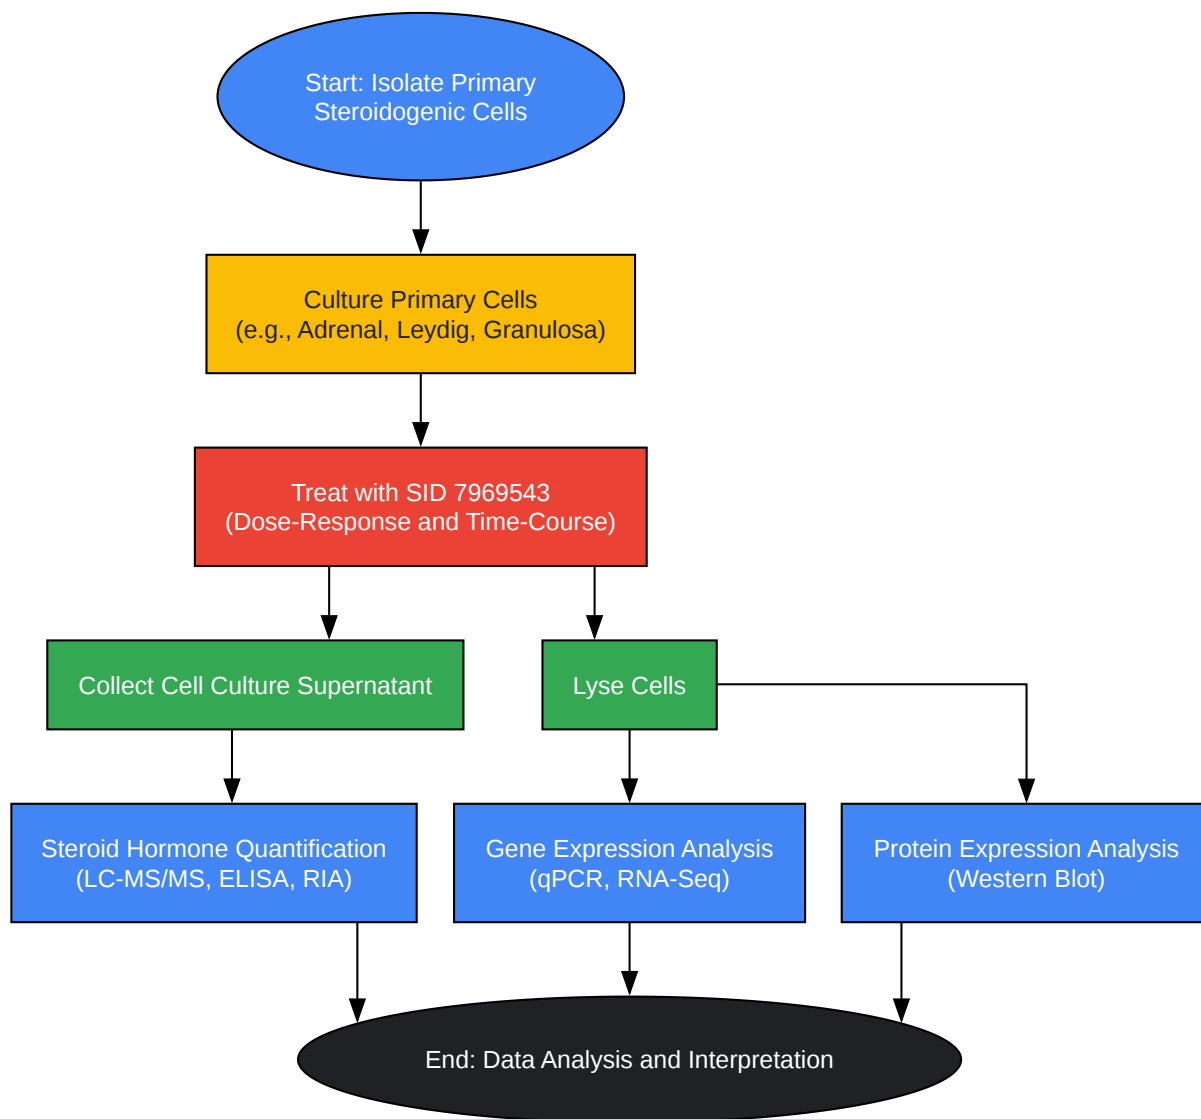 Start: Isolate Primary
Steroidogenic Cells
Culture Primary Cells
(e.g., Adrenal, Leydig, Granulosa)
Treat with SID 7969543
(Dose-Response and Time-Course)
Collect Cell Culture Supernatant
Lyse Cells
Steroid Hormone Quantification
(LC-MS/MS, ELISA, RIA)
Gene Expression Analysis
(qPCR, RNA-Seq)
Protein Expression Analysis
(Western Blot)
End: Data Analysis and Interpretation